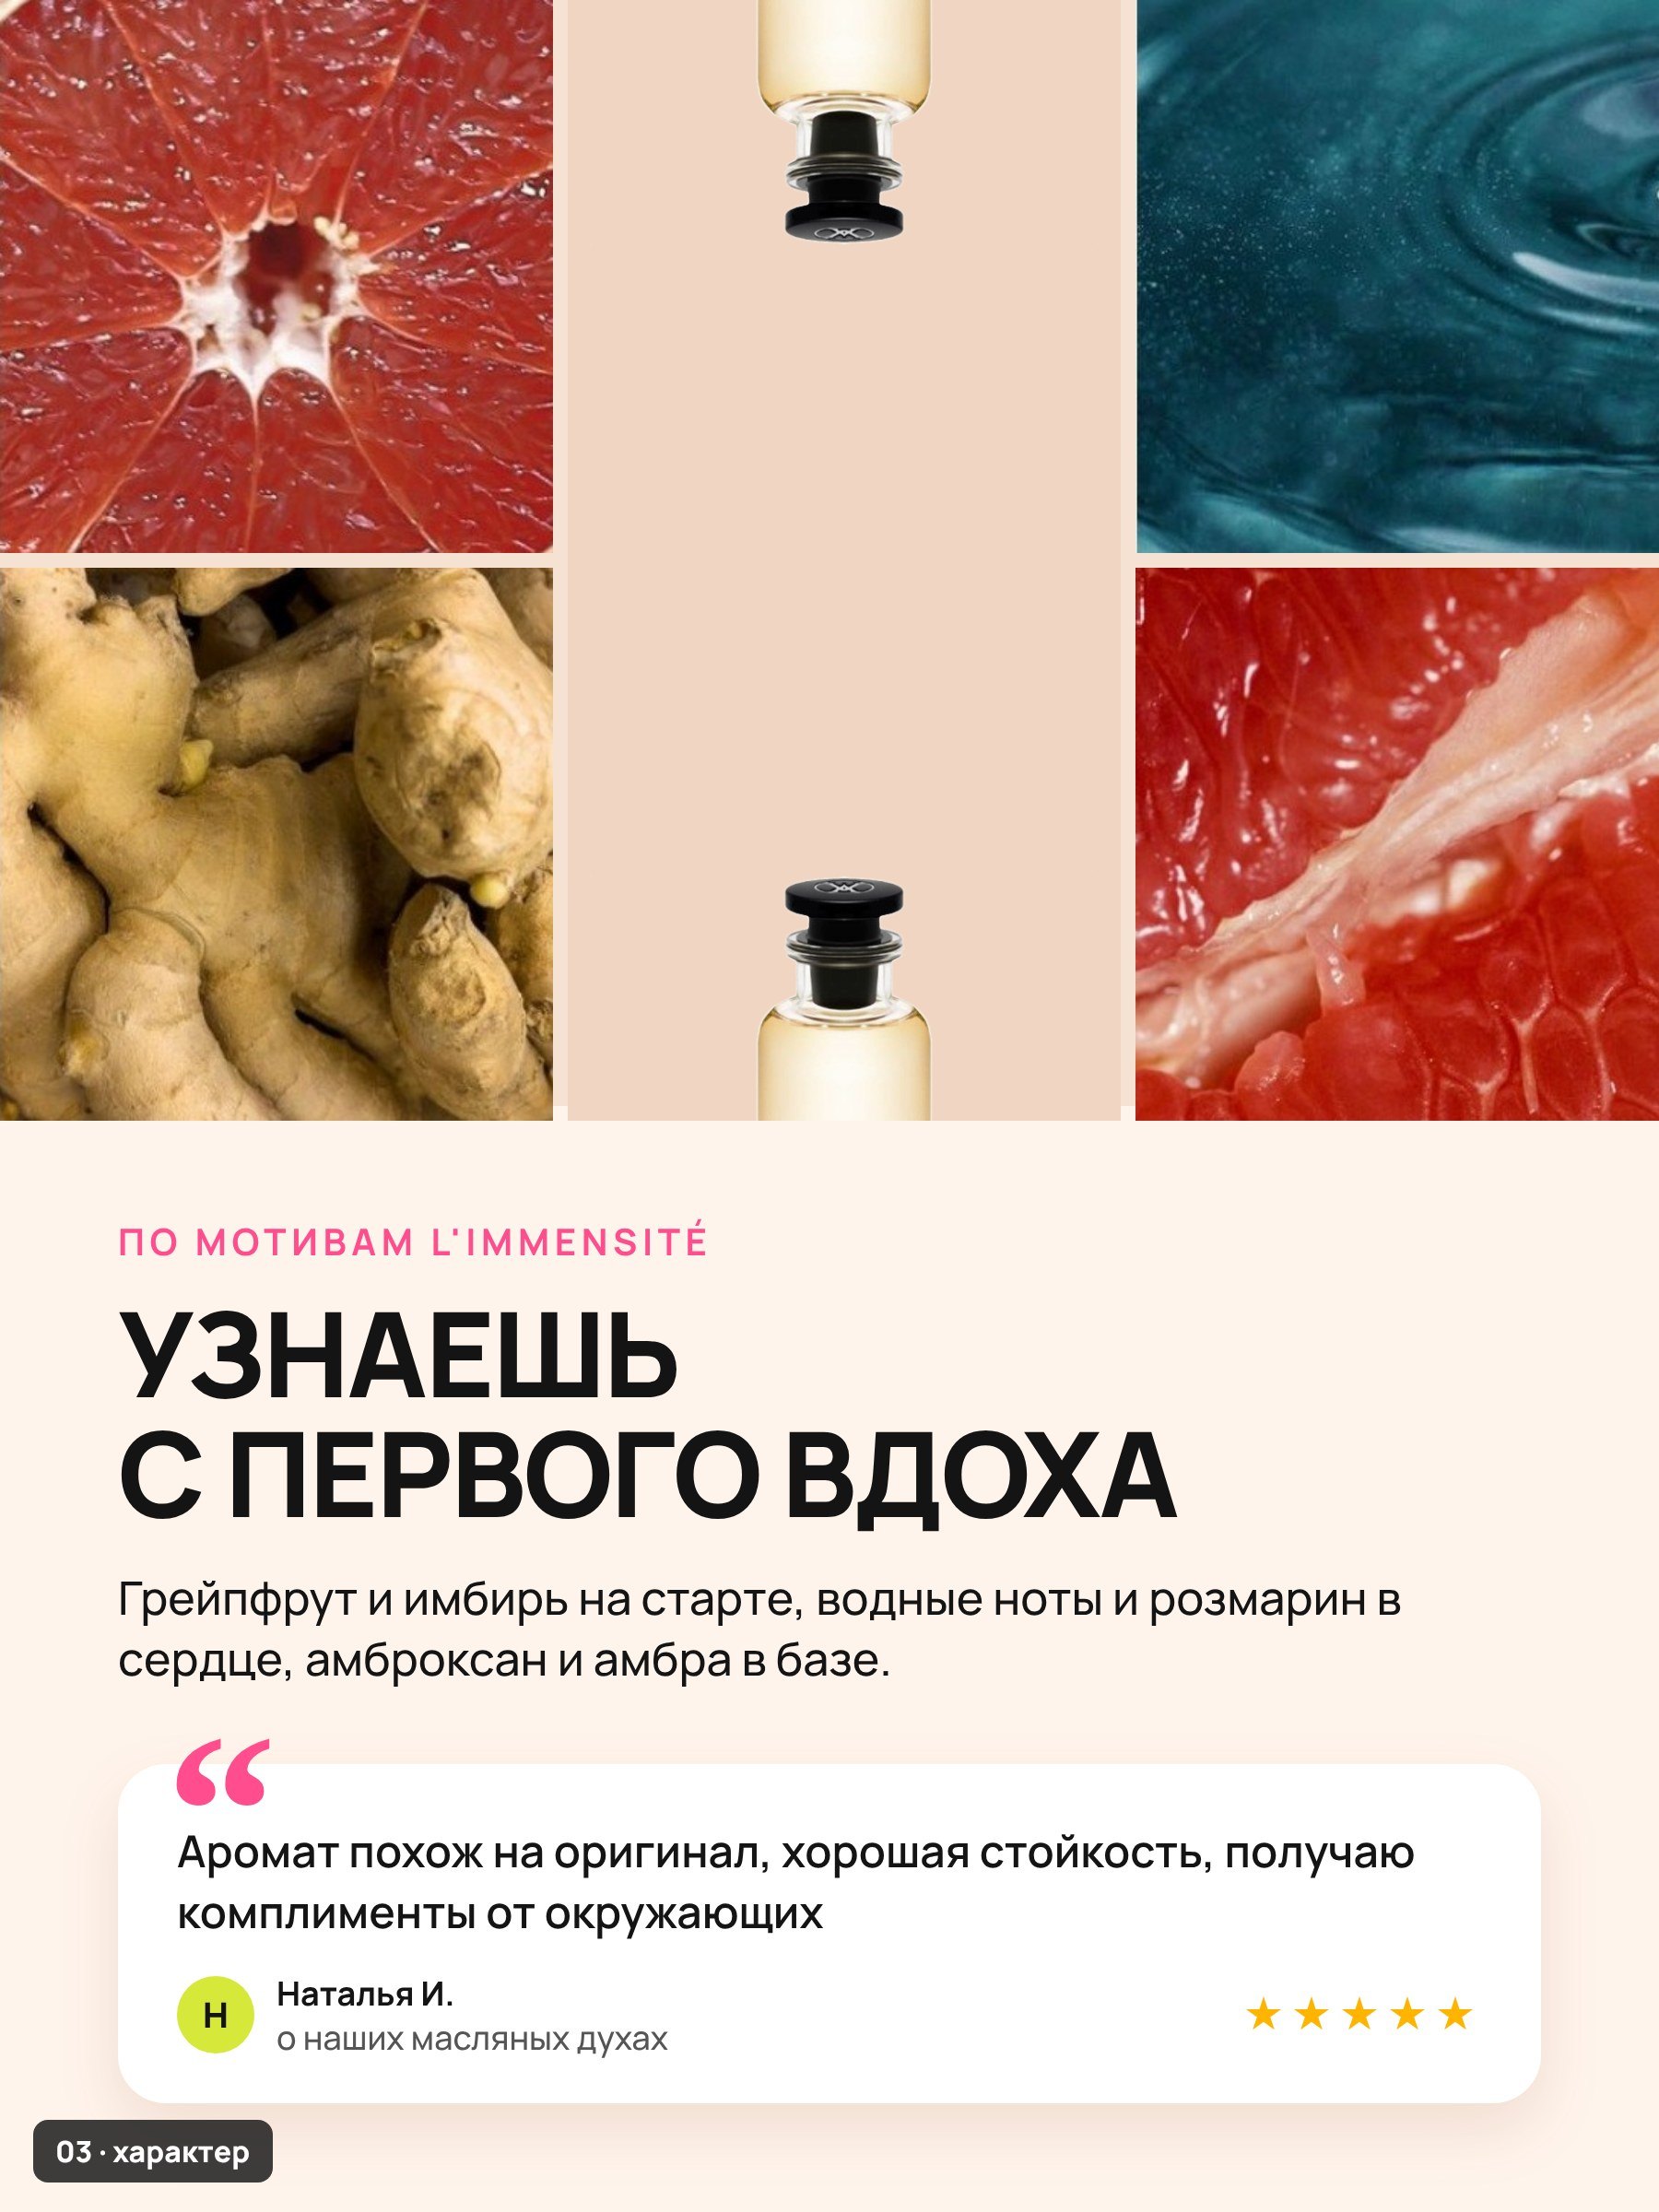 ПО МОТИВАМ L'IMMENSITÉ
УЗНАЕШЬ
С ПЕРВОГО ВДОХА
Грейпфрут и имбирь на старте, водные ноты и розмарин в
сердце, амброксан и амбра в базе.
“
Аромат похож на оригинал, хорошая стойкость, получаю
комплименты от окружающих
Н
Наталья И.
о наших масляных духах
★★★★★
03 · характер